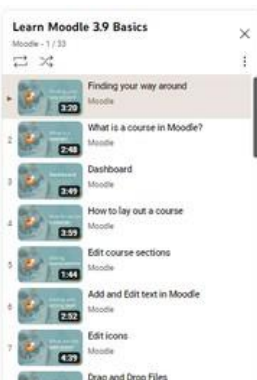 Learn Moodle 3.9 Basics
Moodle - 1 / 33
Finding your way around
Moodle
3:20
2
What is a course in Moodle?
Moodle
2:48
3
Dashboard
Moodle
Dashboard
3:49
4
How to lay out a course
Moodle
3:59
5
Edit course sections
Moodle
1:44
6
Add and Edit text in Moodle
Moodle
2:52
7
Edit icons
Moodle
4:39
Drag and Drop Files